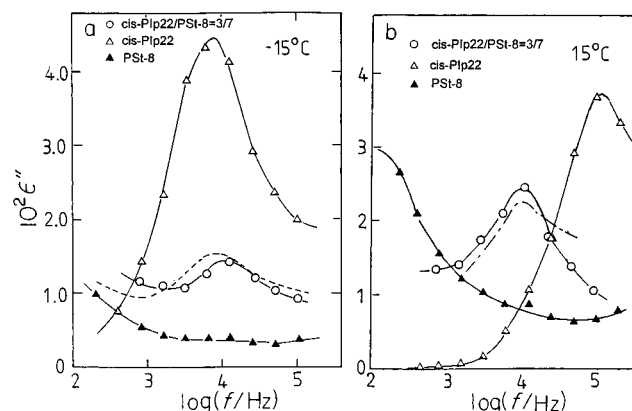 a
-15°C
cis-PIp22/PSt-8=3/7
cis-PIp22
PSt-8
4.0
3.0
2.0
1.0
0
10² ε″
2
3
4
5
log(f/Hz)
b
15°C
cis-PIp22/PSt-8=3/7
cis-PIp22
PSt-8
4
3
2
1
0
2
3
4
5
log(f/Hz)